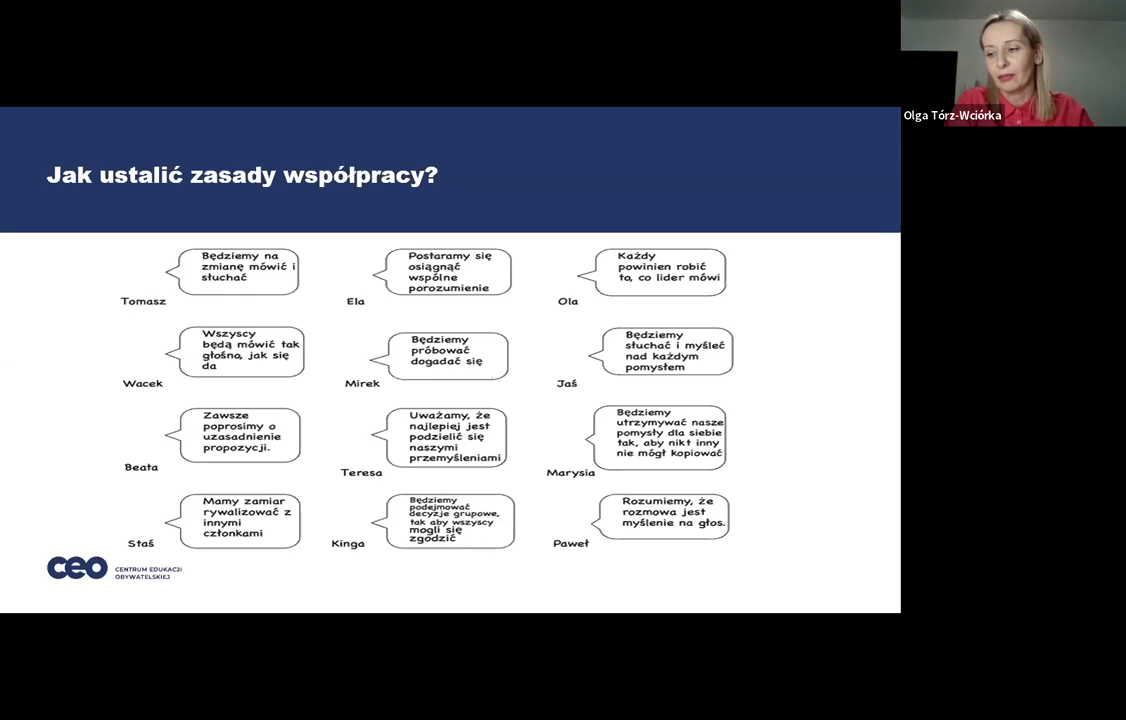 Olga Tórz-Wciórka
Jak ustalić zasady współpracy?
Będziemy na
zmianę mówić i
słuchać
Tomasz
Postaramy się
osiągnąć
wspólne
porozumienie
Ela
Każdy
powinien robić
to, co lider mówi
Ola
Wszyscy
będą mówić tak
głośno, jak się
da
Wacek
Będziemy
próbować
dogadać się
Mirek
Będziemy
słuchać i myśleć
nad każdym
pomysłem
Jaś
Zawsze
poprosimy o
uzasadnienie
propozycji.
Beata
Uważamy, że
najlepiej jest
podzielić się
naszymi
przemyśleniami
Teresa
Będziemy
utrzymywać nasze
pomysły dla siebie
tak, aby nikt inny
nie mógł kopiować
Marysia
Mamy zamiar
rywalizować z
innymi
członkami
Staś
Będziemy
podejmować
decyzje grupowe,
tak aby wszyscy
mogli się
zgodzić
Kinga
Rozumiemy, że
rozmowa jest
myślenie na głos.
Paweł
ceo
CENTRUM EDUKACJI
OBYWATELSKIEJ